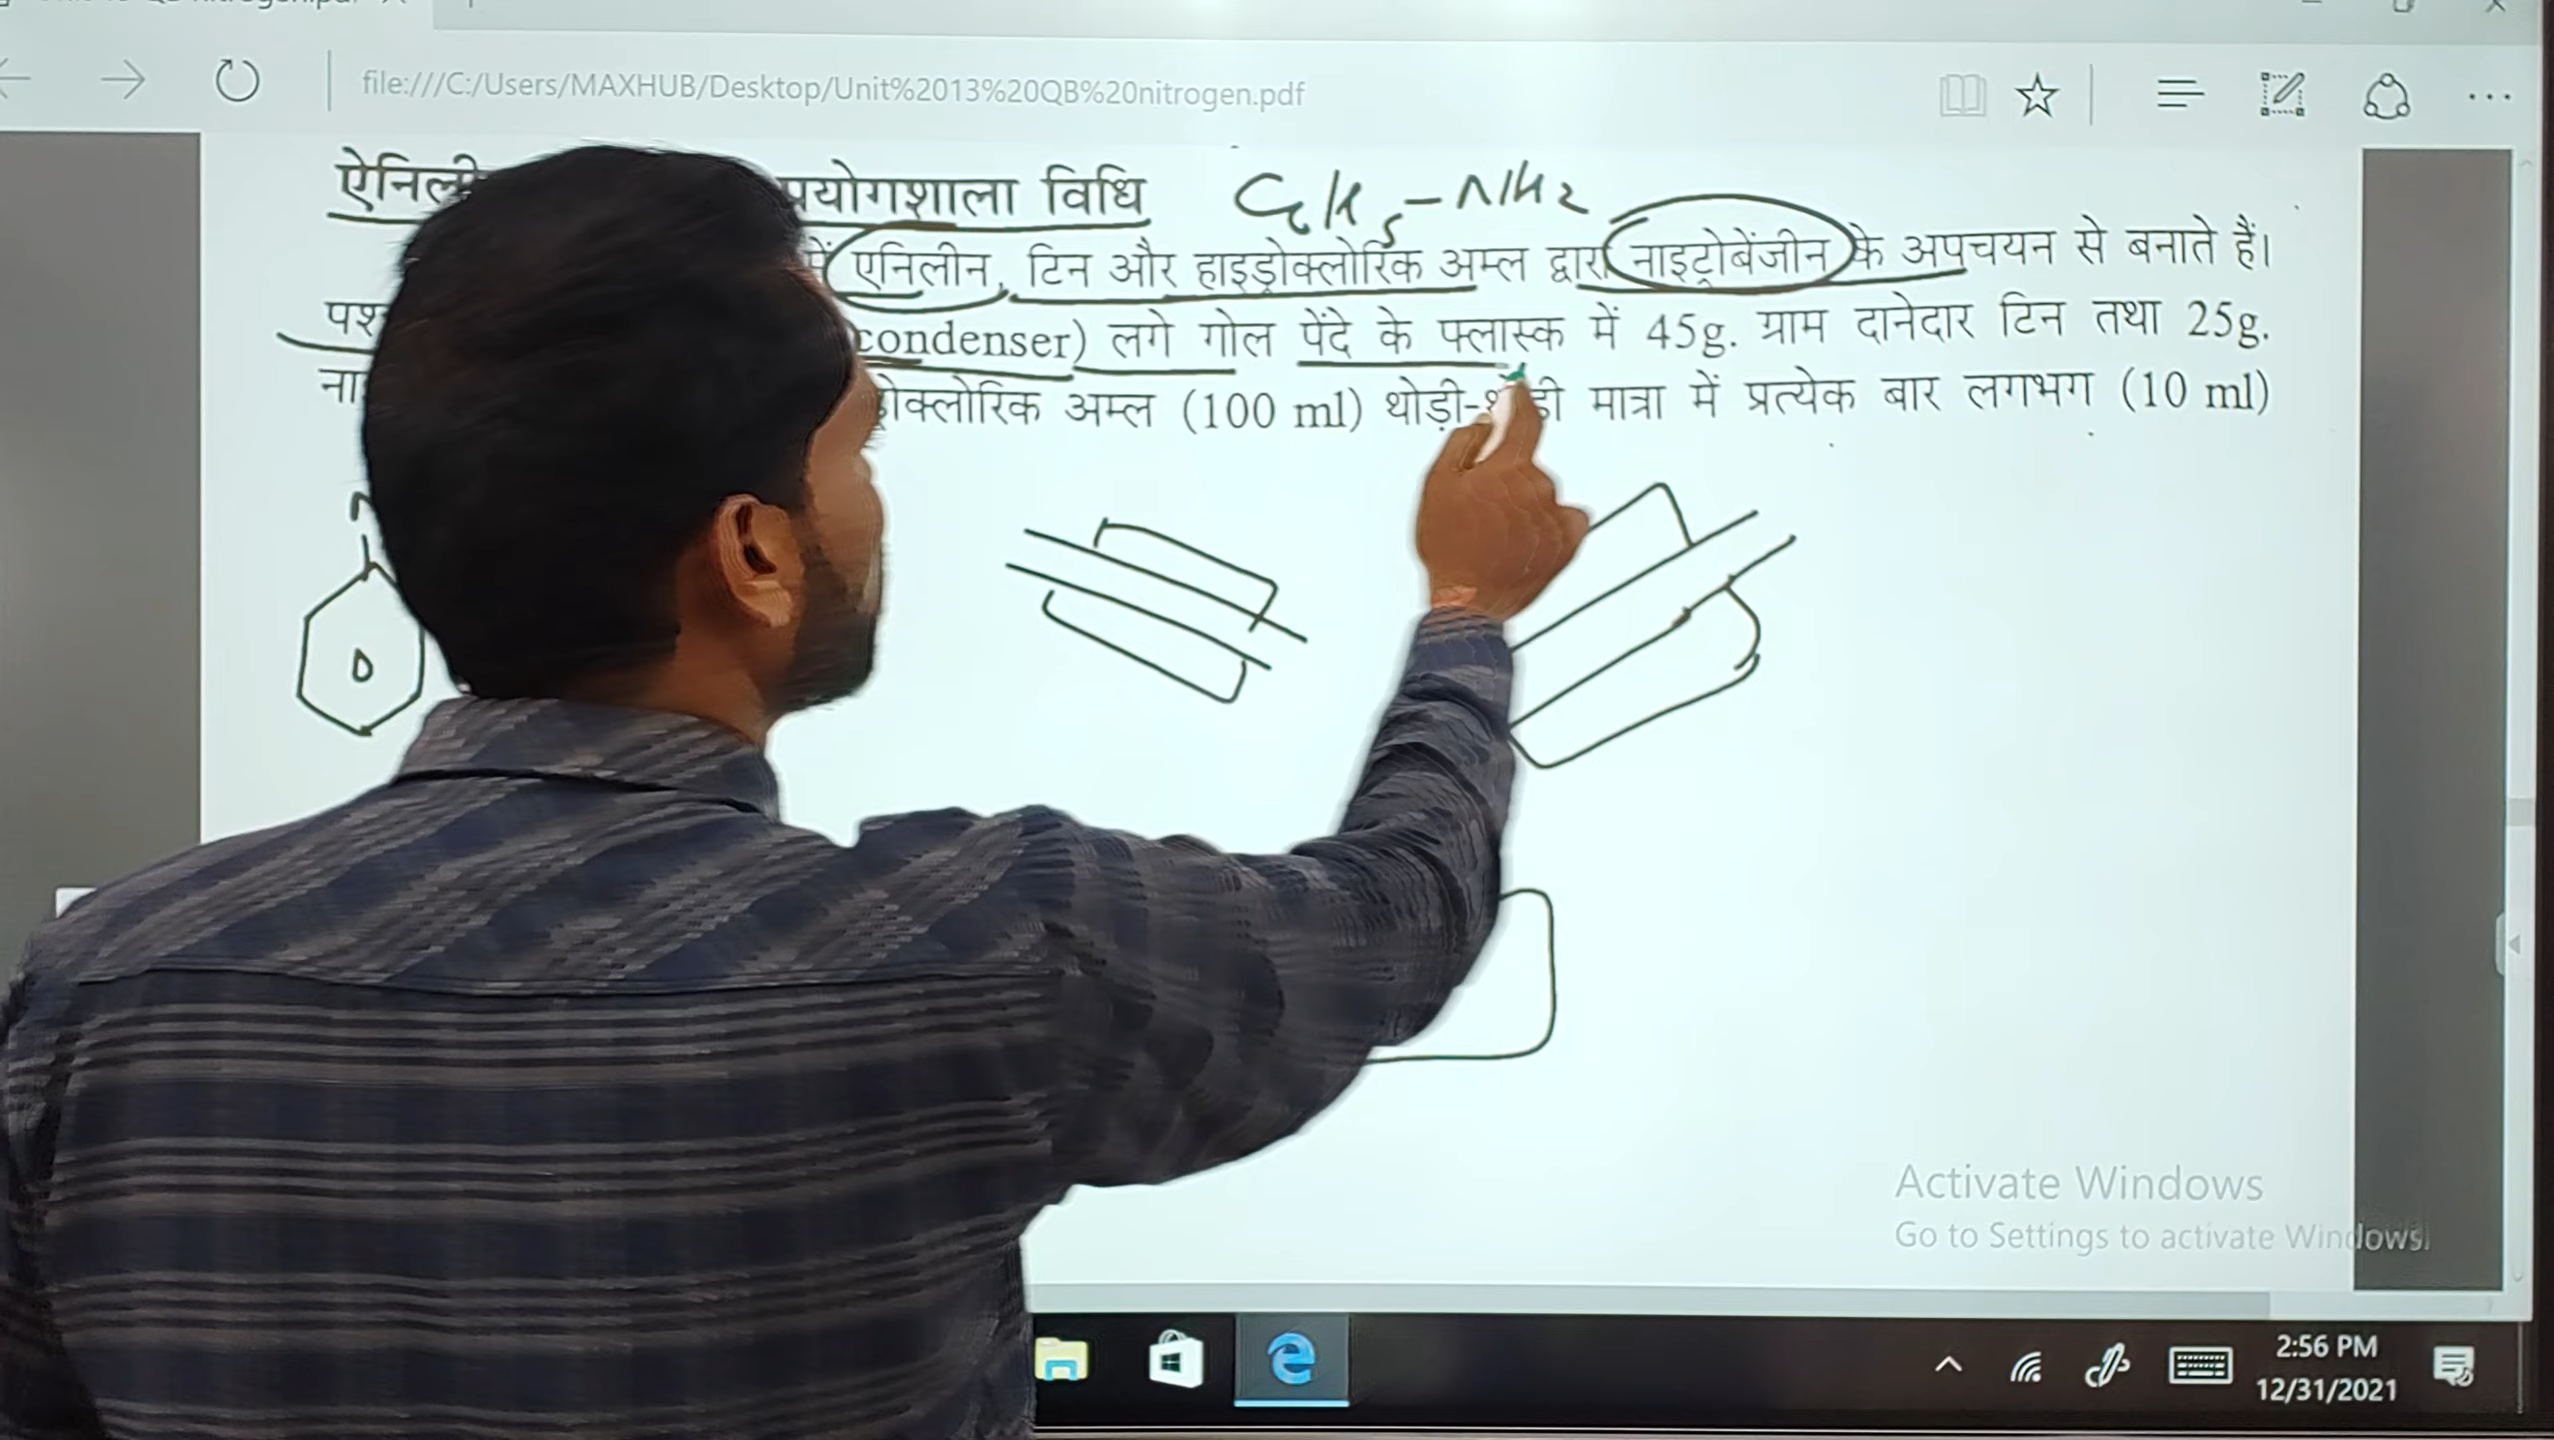 file:///C:/Users/MAXHUB/Desktop/Unit%2013%20QB%20nitrogen.pdf
प्रयोगशाला विधि C6H5-NH2
में एनिलीन, टिन और हाइड्रोक्लोरिक अम्ल द्वारा नाइट्रोबेंजीन के अपचयन से बनाते हैं।
condenser) लगे गोल पेंदे के फ्लास्क में 45g. ग्राम दानेदार टिन तथा 25g.
अम्ल (100 ml) मात्रा में प्रत्येक बार लगभग (10 ml)
Activate Windows
Go to Settings to activate Windows.
2:56 PM
12/31/2021